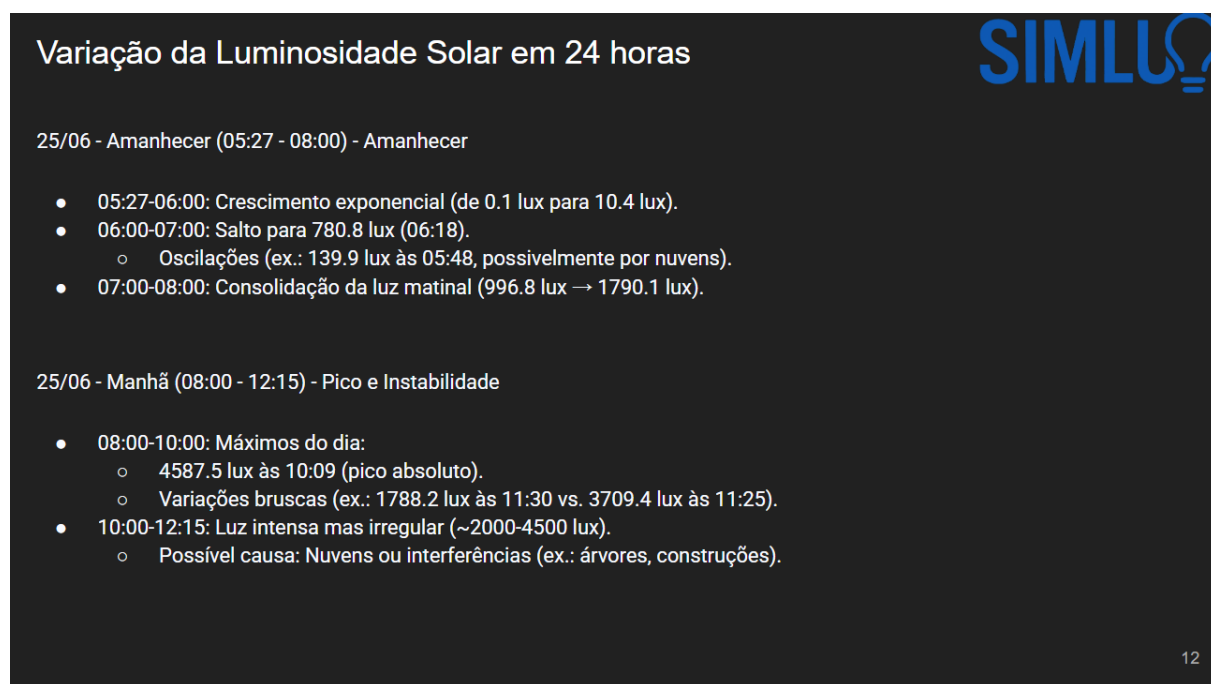 Variação da Luminosidade Solar em 24 horas
SIMLU
25/06 - Amanhecer (05:27 - 08:00) - Amanhecer
● 05:27-06:00: Crescimento exponencial (de 0.1 lux para 10.4 lux).
● 06:00-07:00: Salto para 780.8 lux (06:18).
○ Oscilações (ex.: 139.9 lux às 05:48, possivelmente por nuvens).
● 07:00-08:00: Consolidação da luz matinal (996.8 lux → 1790.1 lux).
25/06 - Manhã (08:00 - 12:15) - Pico e Instabilidade
● 08:00-10:00: Máximos do dia:
○ 4587.5 lux às 10:09 (pico absoluto).
○ Variações bruscas (ex.: 1788.2 lux às 11:30 vs. 3709.4 lux às 11:25).
● 10:00-12:15: Luz intensa mas irregular (~2000-4500 lux).
○ Possível causa: Nuvens ou interferências (ex.: árvores, construções).
12